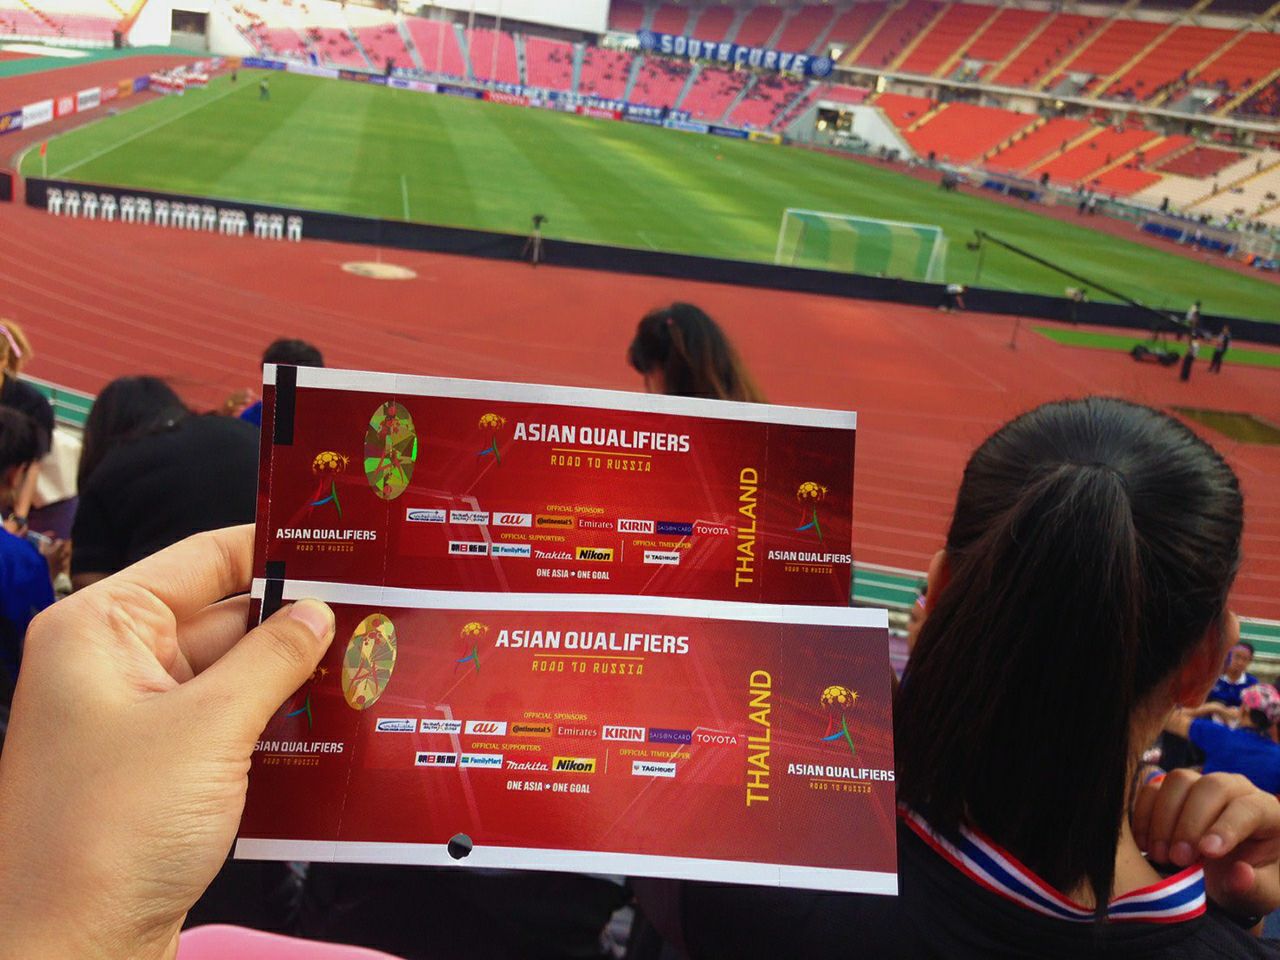 SOUTH CURVE
ASIAN QUALIFIERS
ROAD TO RUSSIA
ASIAN QUALIFIERS
ROAD TO RUSSIA
OFFICIAL SPONSORS
au Continental Emirates KIRIN SAISON CARD TOYOTA
OFFICIAL SUPPORTERS
OFFICIAL TIMEKEEPER
朝日新聞 FamilyMart makita Nikon TAGHeuer
ONE ASIA ONE GOAL
THAILAND
ASIAN QUALIFIERS
ROAD TO RUSSIA
ASIAN QUALIFIERS
ROAD TO RUSSIA
SIAN QUALIFIERS
ROAD TO RUSSIA
OFFICIAL SPONSORS
au Continental Emirates KIRIN SAISON CARD TOYOTA
OFFICIAL SUPPORTERS
OFFICIAL TIMEKEEPER
朝日新聞 FamilyMart makita Nikon TAGHeuer
ONE ASIA ONE GOAL
THAILAND
ASIAN QUALIFIERS
ROAD TO RUSSIA